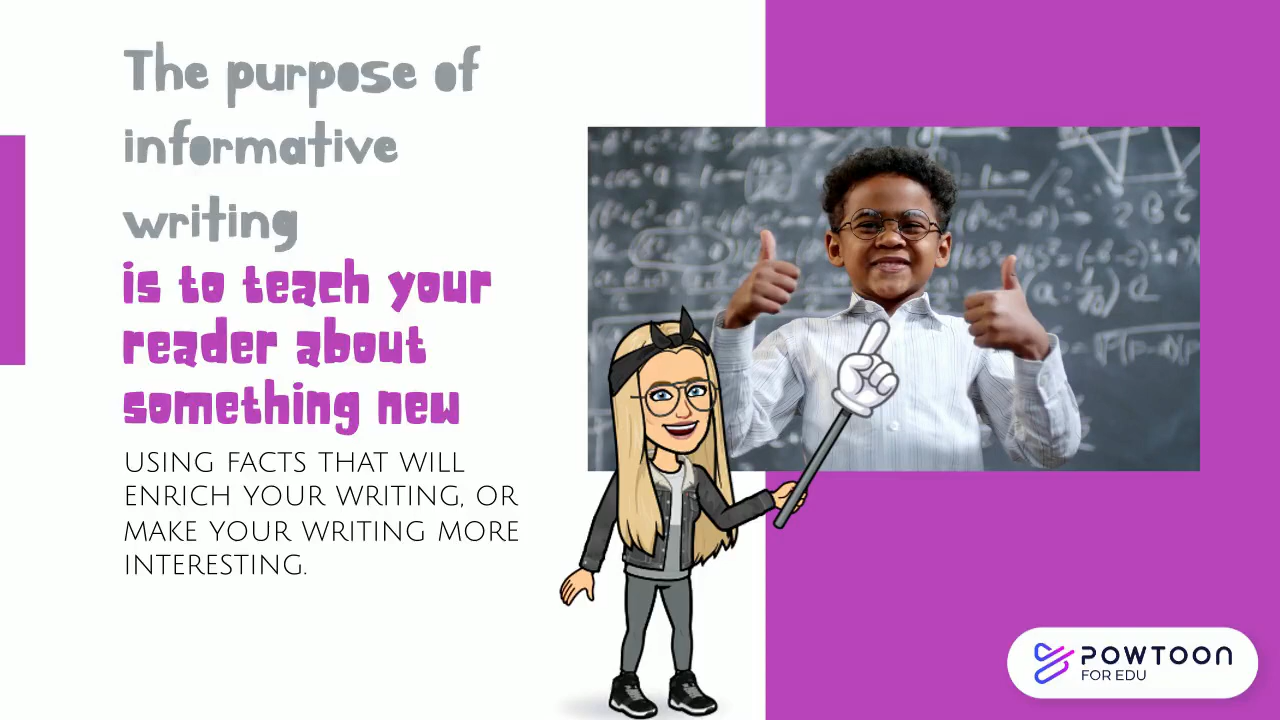 The purpose of
informative
writing
is to teach your
reader about
something new
USING FACTS THAT WILL
ENRICH YOUR WRITING, OR
MAKE YOUR WRITING MORE
INTERESTING.
POWTOON
FOR EDU